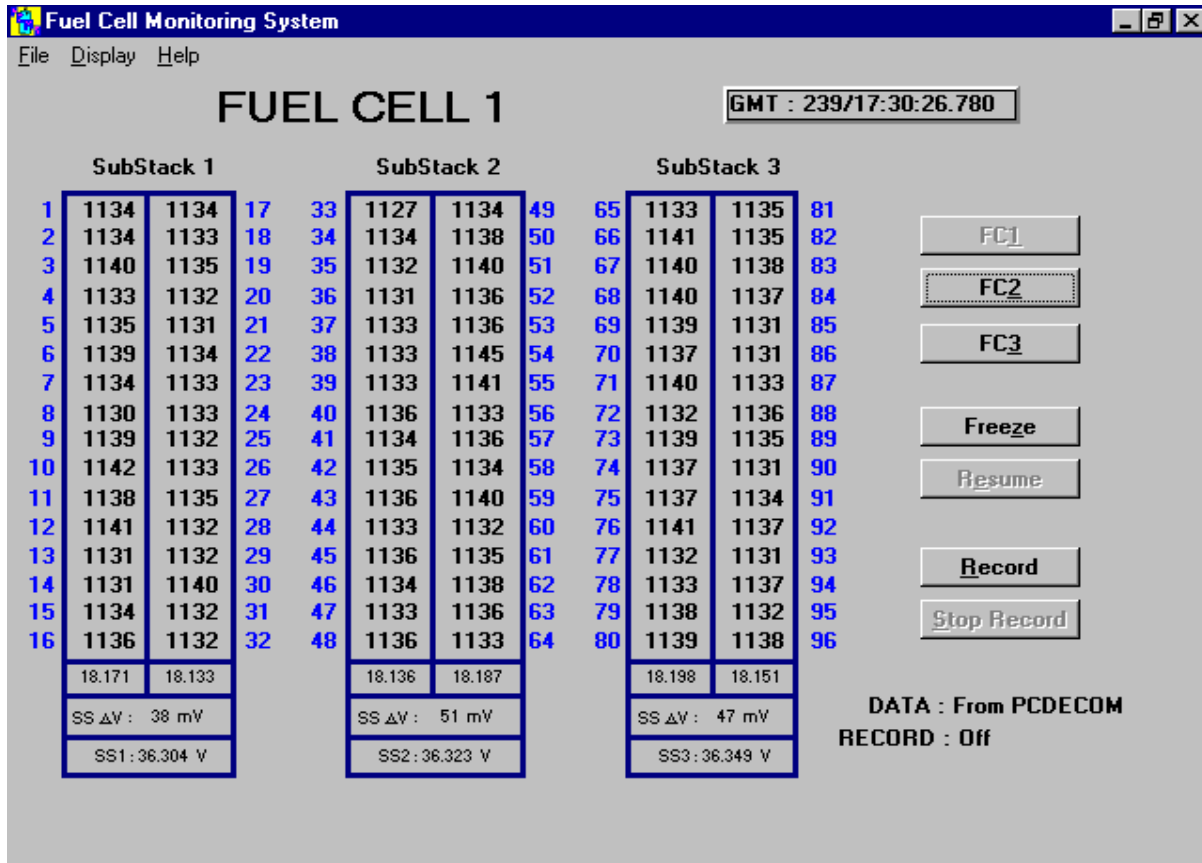 Fuel Cell Monitoring System
File Display Help
FUEL CELL 1
GMT : 239/17:30:26.780
SubStack 1 SubStack 2 SubStack 3
1 1134 1134 17 33 1127 1134 49 65 1133 1135 81
2 1134 1133 18 34 1134 1138 50 66 1141 1135 82
3 1140 1135 19 35 1132 1140 51 67 1140 1138 83
4 1133 1132 20 36 1131 1136 52 68 1140 1137 84
5 1135 1131 21 37 1133 1136 53 69 1139 1131 85
6 1139 1134 22 38 1133 1145 54 70 1137 1131 86
7 1134 1133 23 39 1133 1141 55 71 1140 1133 87
8 1130 1133 24 40 1136 1133 56 72 1132 1136 88
9 1139 1132 25 41 1134 1136 57 73 1139 1135 89
10 1142 1133 26 42 1135 1134 58 74 1137 1131 90
11 1138 1135 27 43 1136 1140 59 75 1137 1134 91
12 1141 1132 28 44 1133 1132 60 76 1141 1137 92
13 1131 1132 29 45 1136 1135 61 77 1132 1131 93
14 1131 1140 30 46 1134 1138 62 78 1133 1137 94
15 1134 1132 31 47 1133 1136 63 79 1138 1132 95
16 1136 1132 32 48 1136 1133 64 80 1139 1138 96
18.171 18.133 18.136 18.187 18.198 18.151
SS ΔV : 38 mV SS ΔV : 51 mV SS ΔV : 47 mV
SS1 : 36.304 V SS2 : 36.323 V SS3 : 36.349 V
FC1
FC2
FC3
Freeze
Resume
Record
Stop Record
DATA : From PCDECOM
RECORD : Off